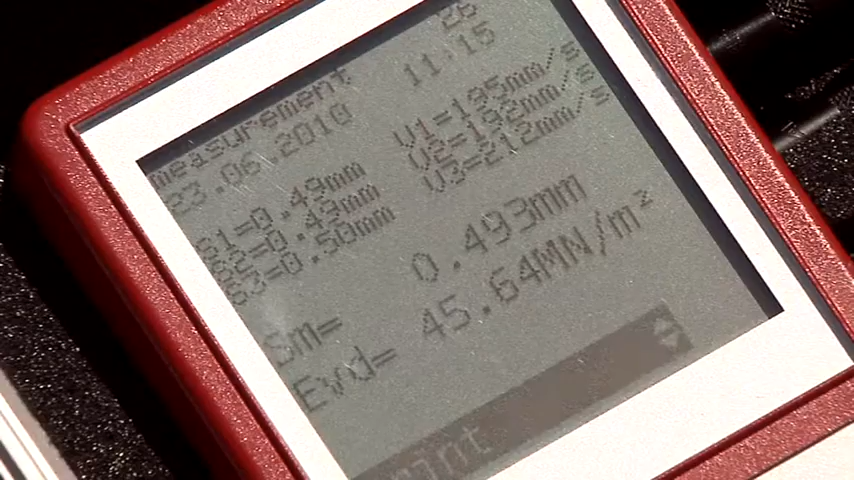 measurement 26
23.06.2010 11:15
s1=0.49mm V1=195mm/s
s2=0.49mm V2=192mm/s
s3=0.50mm V3=212mm/s
Sm= 0.493mm
Evd= 45.64MN/m²